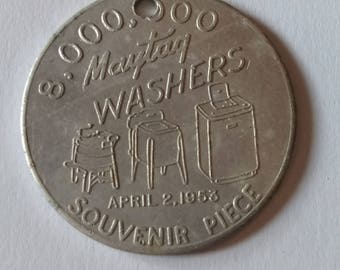 8,000,000
Maytag
WASHERS
APRIL 2, 1953
SOUVENIR PIECE